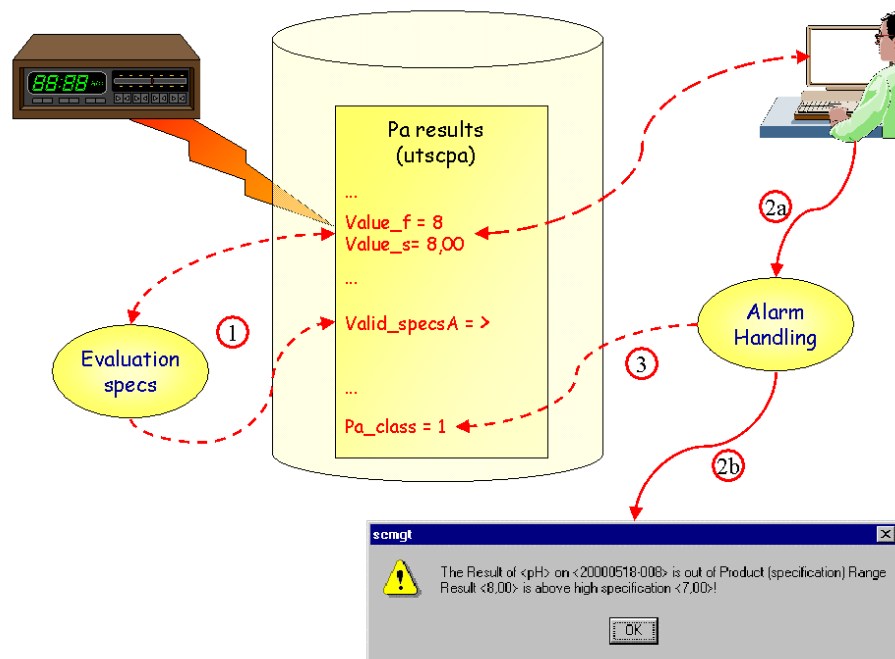 88:88
Pa results
(utscpa)
...
Value_f = 8
Value_s= 8,00
...
Valid_specsA = >
...
Pa_class = 1
1
Evaluation
specs
2a
Alarm
Handling
3
2b
scmgt
The Result of <pH> on <20000518-008> is out of Product (specification) Range
Result <8,00> is above high specification <7,00>!
OK